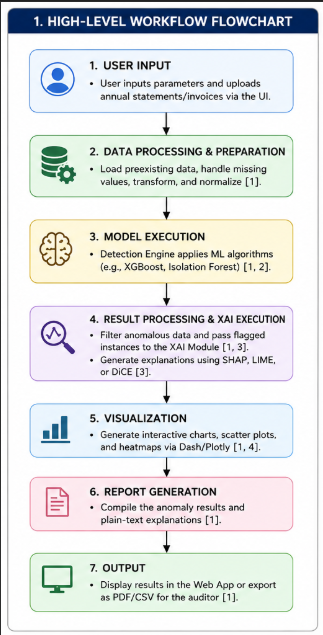 1. HIGH-LEVEL WORKFLOW FLOWCHART
1. USER INPUT
• User inputs parameters and uploads
annual statements/invoices via the UI.
2. DATA PROCESSING & PREPARATION
• Load preexisting data, handle missing
values, transform, and normalize [1].
3. MODEL EXECUTION
• Detection Engine applies ML algorithms
(e.g., XGBoost, Isolation Forest) [1, 2].
4. RESULT PROCESSING & XAI EXECUTION
• Filter anomalous data and pass flagged
instances to the XAI Module [1, 3].
• Generate explanations using SHAP, LIME,
or DiCE [3].
5. VISUALIZATION
• Generate interactive charts, scatter plots,
and heatmaps via Dash/Plotly [1, 4].
6. REPORT GENERATION
• Compile the anomaly results and
plain-text explanations [1].
7. OUTPUT
• Display results in the Web App or export
as PDF/CSV for the auditor [1].